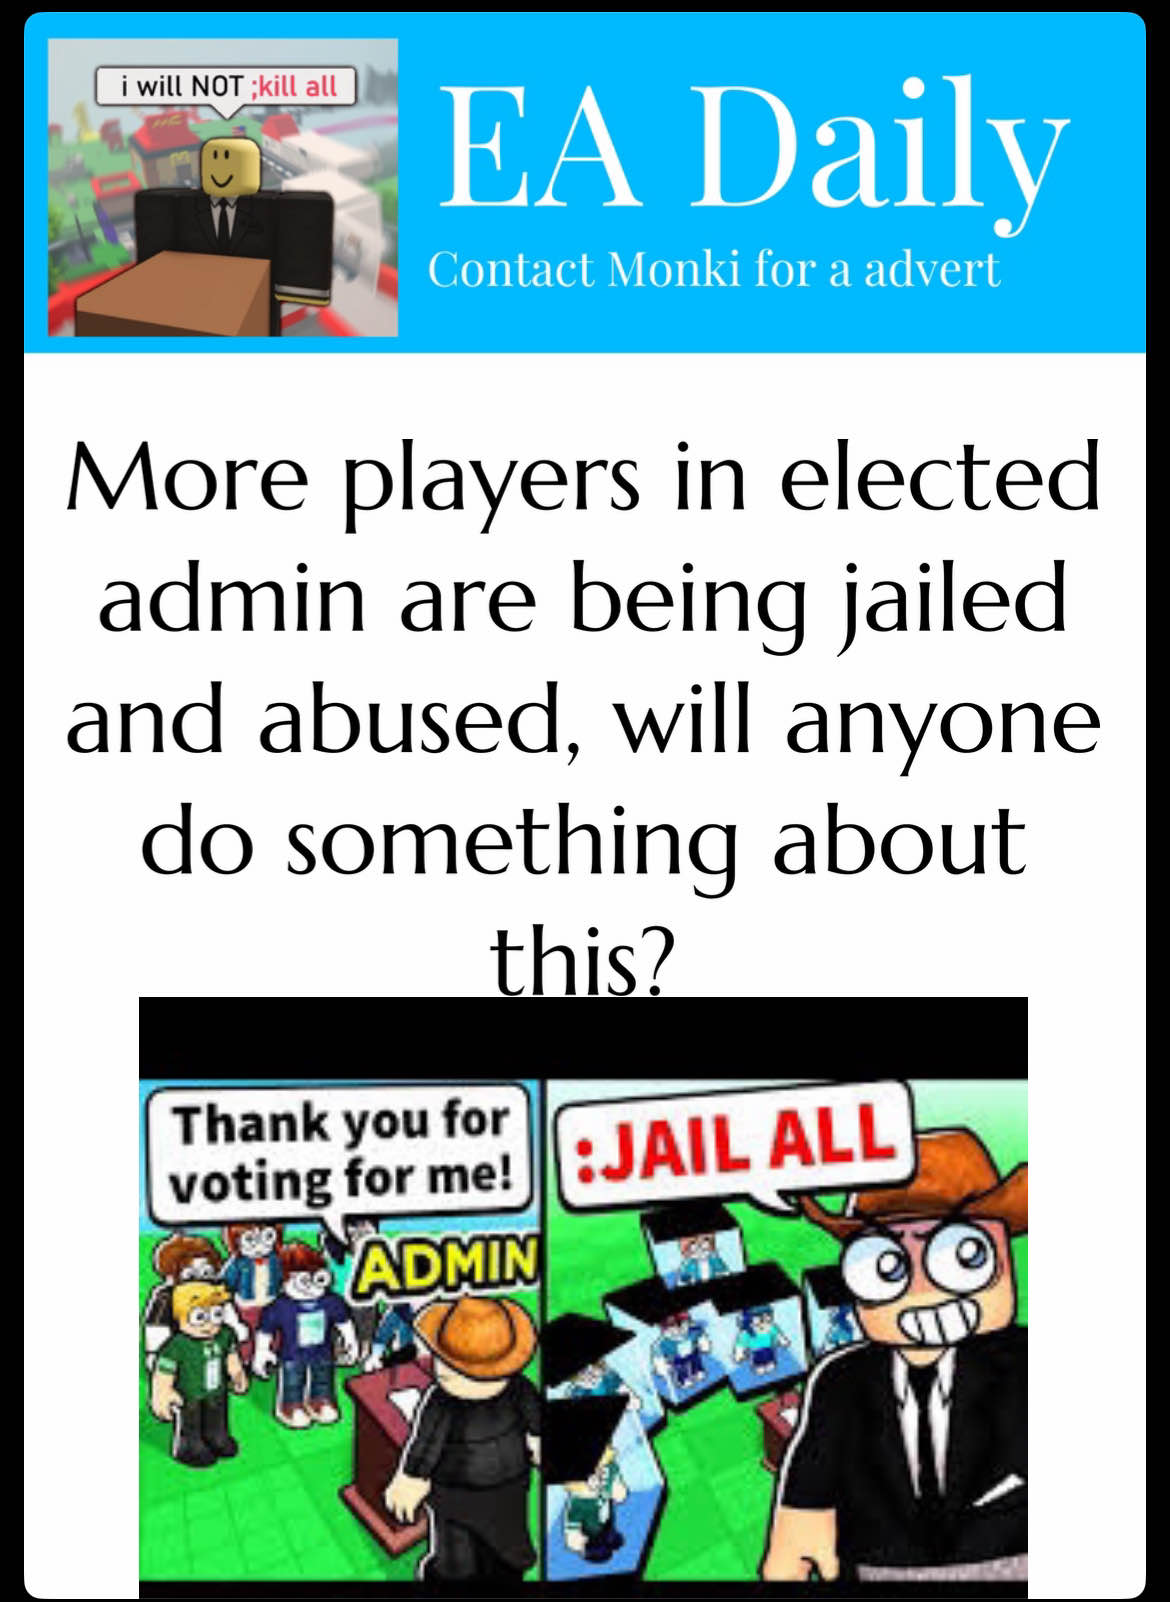 i will NOT ;kill all
EA Daily
Contact Monki for a advert
More players in elected
admin are being jailed
and abused, will anyone
do something about
this?
Thank you for
voting for me!
ADMIN
:JAIL ALL